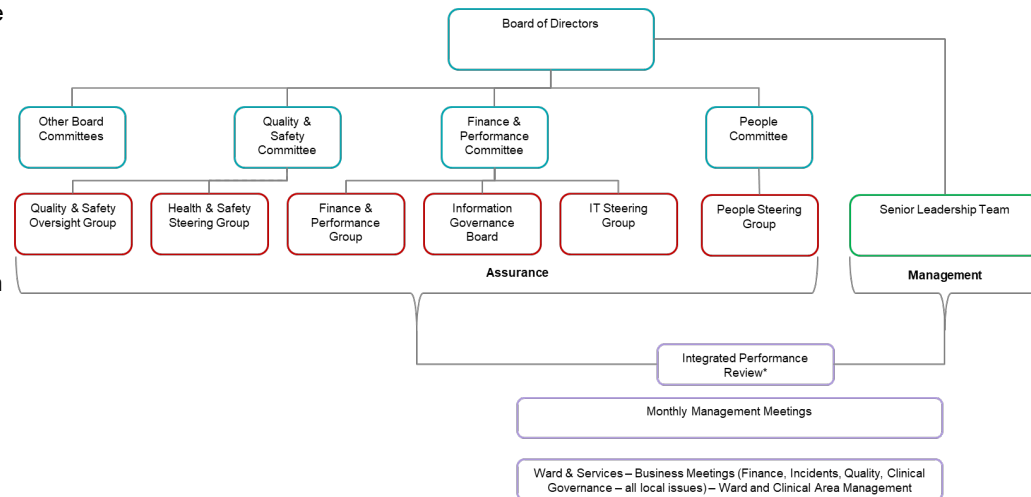 e
Board of Directors
Other Board
Committees
Quality &
Safety
Committee
Finance &
Performance
Committee
People
Committee
Quality & Safety
Oversight Group
Health & Safety
Steering Group
Finance &
Performance
Group
Information
Governance
Board
IT Steering
Group
People Steering
Group
Senior Leadership Team
Assurance
Management
Integrated Performance
Review*
Monthly Management Meetings
Ward & Services – Business Meetings (Finance, Incidents, Quality, Clinical
Governance – all local issues) – Ward and Clinical Area Management